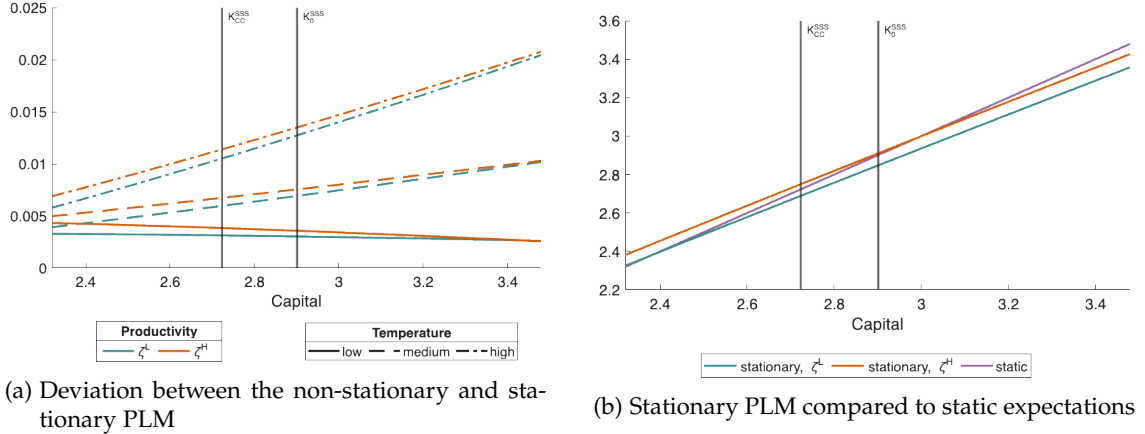 0.025
0.02
0.015
0.01
0.005
0
K_CC^SSS
K_0^SSS
2.4 2.6 2.8 3 3.2 3.4
Capital
Productivity
ζ^L ζ^H
Temperature
low medium high
(a) Deviation between the non-stationary and sta-
tionary PLM
3.6
3.4
3.2
3
2.8
2.6
2.4
2.2
K_CC^SSS
K_0^SSS
2.4 2.6 2.8 3 3.2 3.4
Capital
stationary, ζ^L stationary, ζ^H static
(b) Stationary PLM compared to static expectations